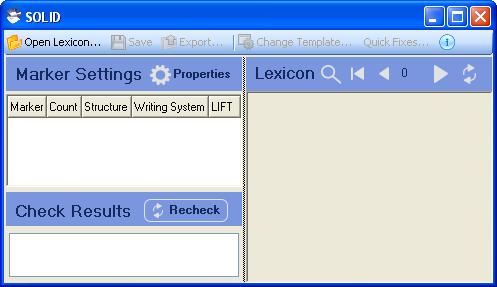 SOLID
Open Lexicon... Save Export... Change Template... Quick Fixes... i
Marker Settings Properties Lexicon 0
Marker Count Structure Writing System LIFT
Check Results Recheck